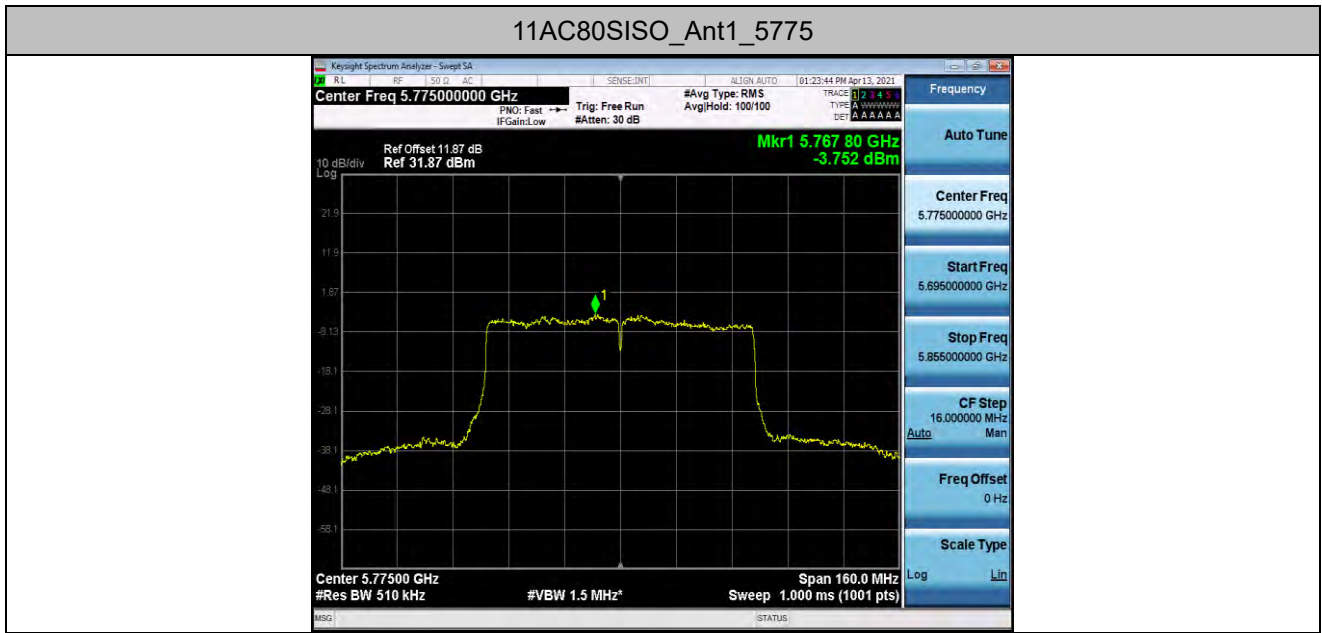 11AC80SISO_Ant1_5775
Keysight Spectrum Analyzer - Swept SA
RL RF 50 Ω AC SENSE:INT ALIGN AUTO 01:23:44 PM Apr 13, 2021
Center Freq 5.775000000 GHz
PNO: Fast
IFGain:Low
Trig: Free Run
#Atten: 30 dB
#Avg Type: RMS
Avg|Hold: 100/100
TRACE 1 2 3 4 5
TYPE A
DET A A A A A A
Mkr1 5.767 80 GHz
-3.752 dBm
Ref Offset 11.87 dB
10 dB/div Ref 31.87 dBm
Log
21.9
11.9
1.87
-8.13
-18.1
-28.1
-38.1
-48.1
-58.1
1
Center 5.77500 GHz Span 160.0 MHz
#Res BW 510 kHz #VBW 1.5 MHz* Sweep 1.000 ms (1001 pts)
MSG STATUS
Frequency
Auto Tune
Center Freq
5.775000000 GHz
Start Freq
5.695000000 GHz
Stop Freq
5.855000000 GHz
CF Step
16.000000 MHz
Auto Man
Freq Offset
0 Hz
Scale Type
Log Lin